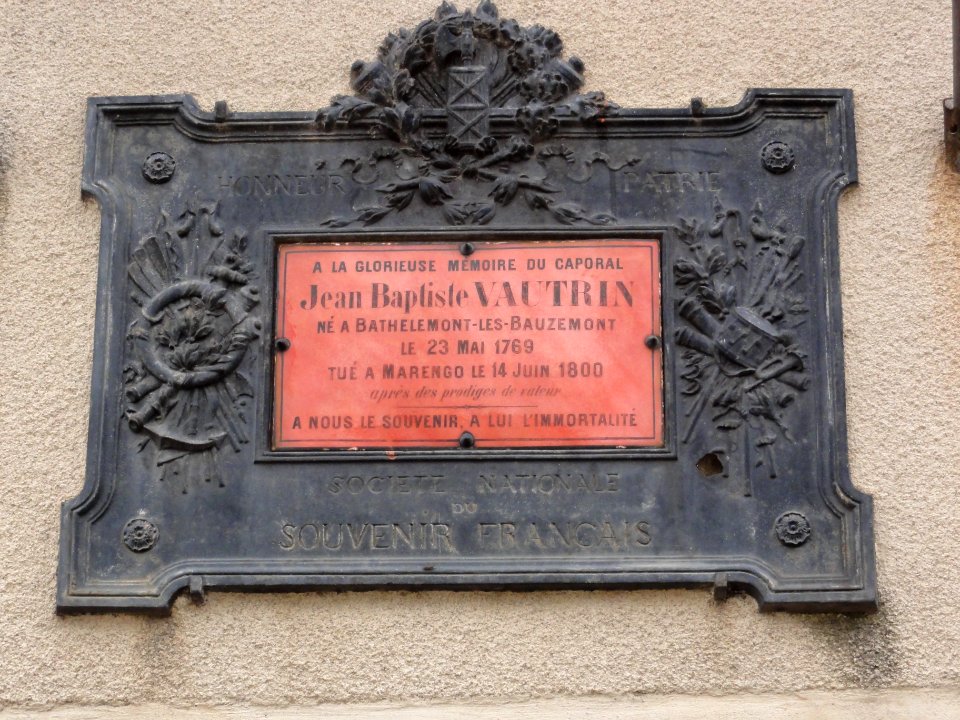 HONNEUR PATRIE
A LA GLORIEUSE MÉMOIRE DU CAPORAL
Jean Baptiste VAUTRIN
NÉ A BATHELEMONT-LES-BAUZEMONT
LE 23 MAI 1769
TUÉ A MARENGO LE 14 JUIN 1800
après des prodiges de valeur
A NOUS LE SOUVENIR, A LUI L'IMMORTALITÉ
SOCIETE NATIONALE
DU
SOUVENIR FRANÇAIS